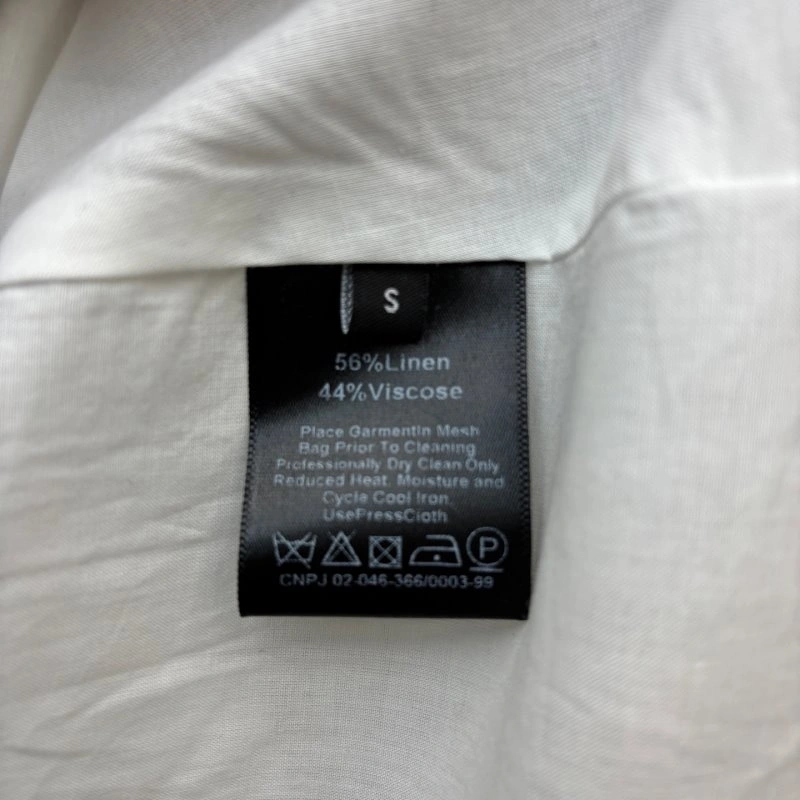 S
56%Linen
44%Viscose
Place GarmentIn Mesh
Bag Prior To Cleaning
Professionally Dry Clean Only
Reduced Heat. Moisture and
Cycle Cool Iron.
UsePressCloth
P
CNPJ 02-046-366/0003-99